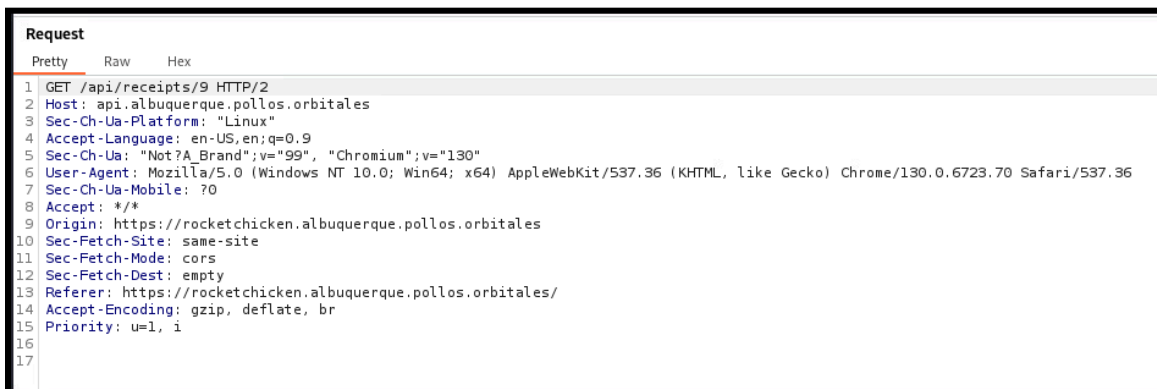 Request
Pretty Raw Hex
1 GET /api/receipts/9 HTTP/2
2 Host: api.albuquerque.pollos.orbitales
3 Sec-Ch-Ua-Platform: "Linux"
4 Accept-Language: en-US,en;q=0.9
5 Sec-Ch-Ua: "Not?A_Brand";v="99", "Chromium";v="130"
6 User-Agent: Mozilla/5.0 (Windows NT 10.0; Win64; x64) AppleWebKit/537.36 (KHTML, like Gecko) Chrome/130.0.6723.70 Safari/537.36
7 Sec-Ch-Ua-Mobile: ?0
8 Accept: */*
9 Origin: https://rocketchicken.albuquerque.pollos.orbitales
10 Sec-Fetch-Site: same-site
11 Sec-Fetch-Mode: cors
12 Sec-Fetch-Dest: empty
13 Referer: https://rocketchicken.albuquerque.pollos.orbitales/
14 Accept-Encoding: gzip, deflate, br
15 Priority: u=1, i
16
17